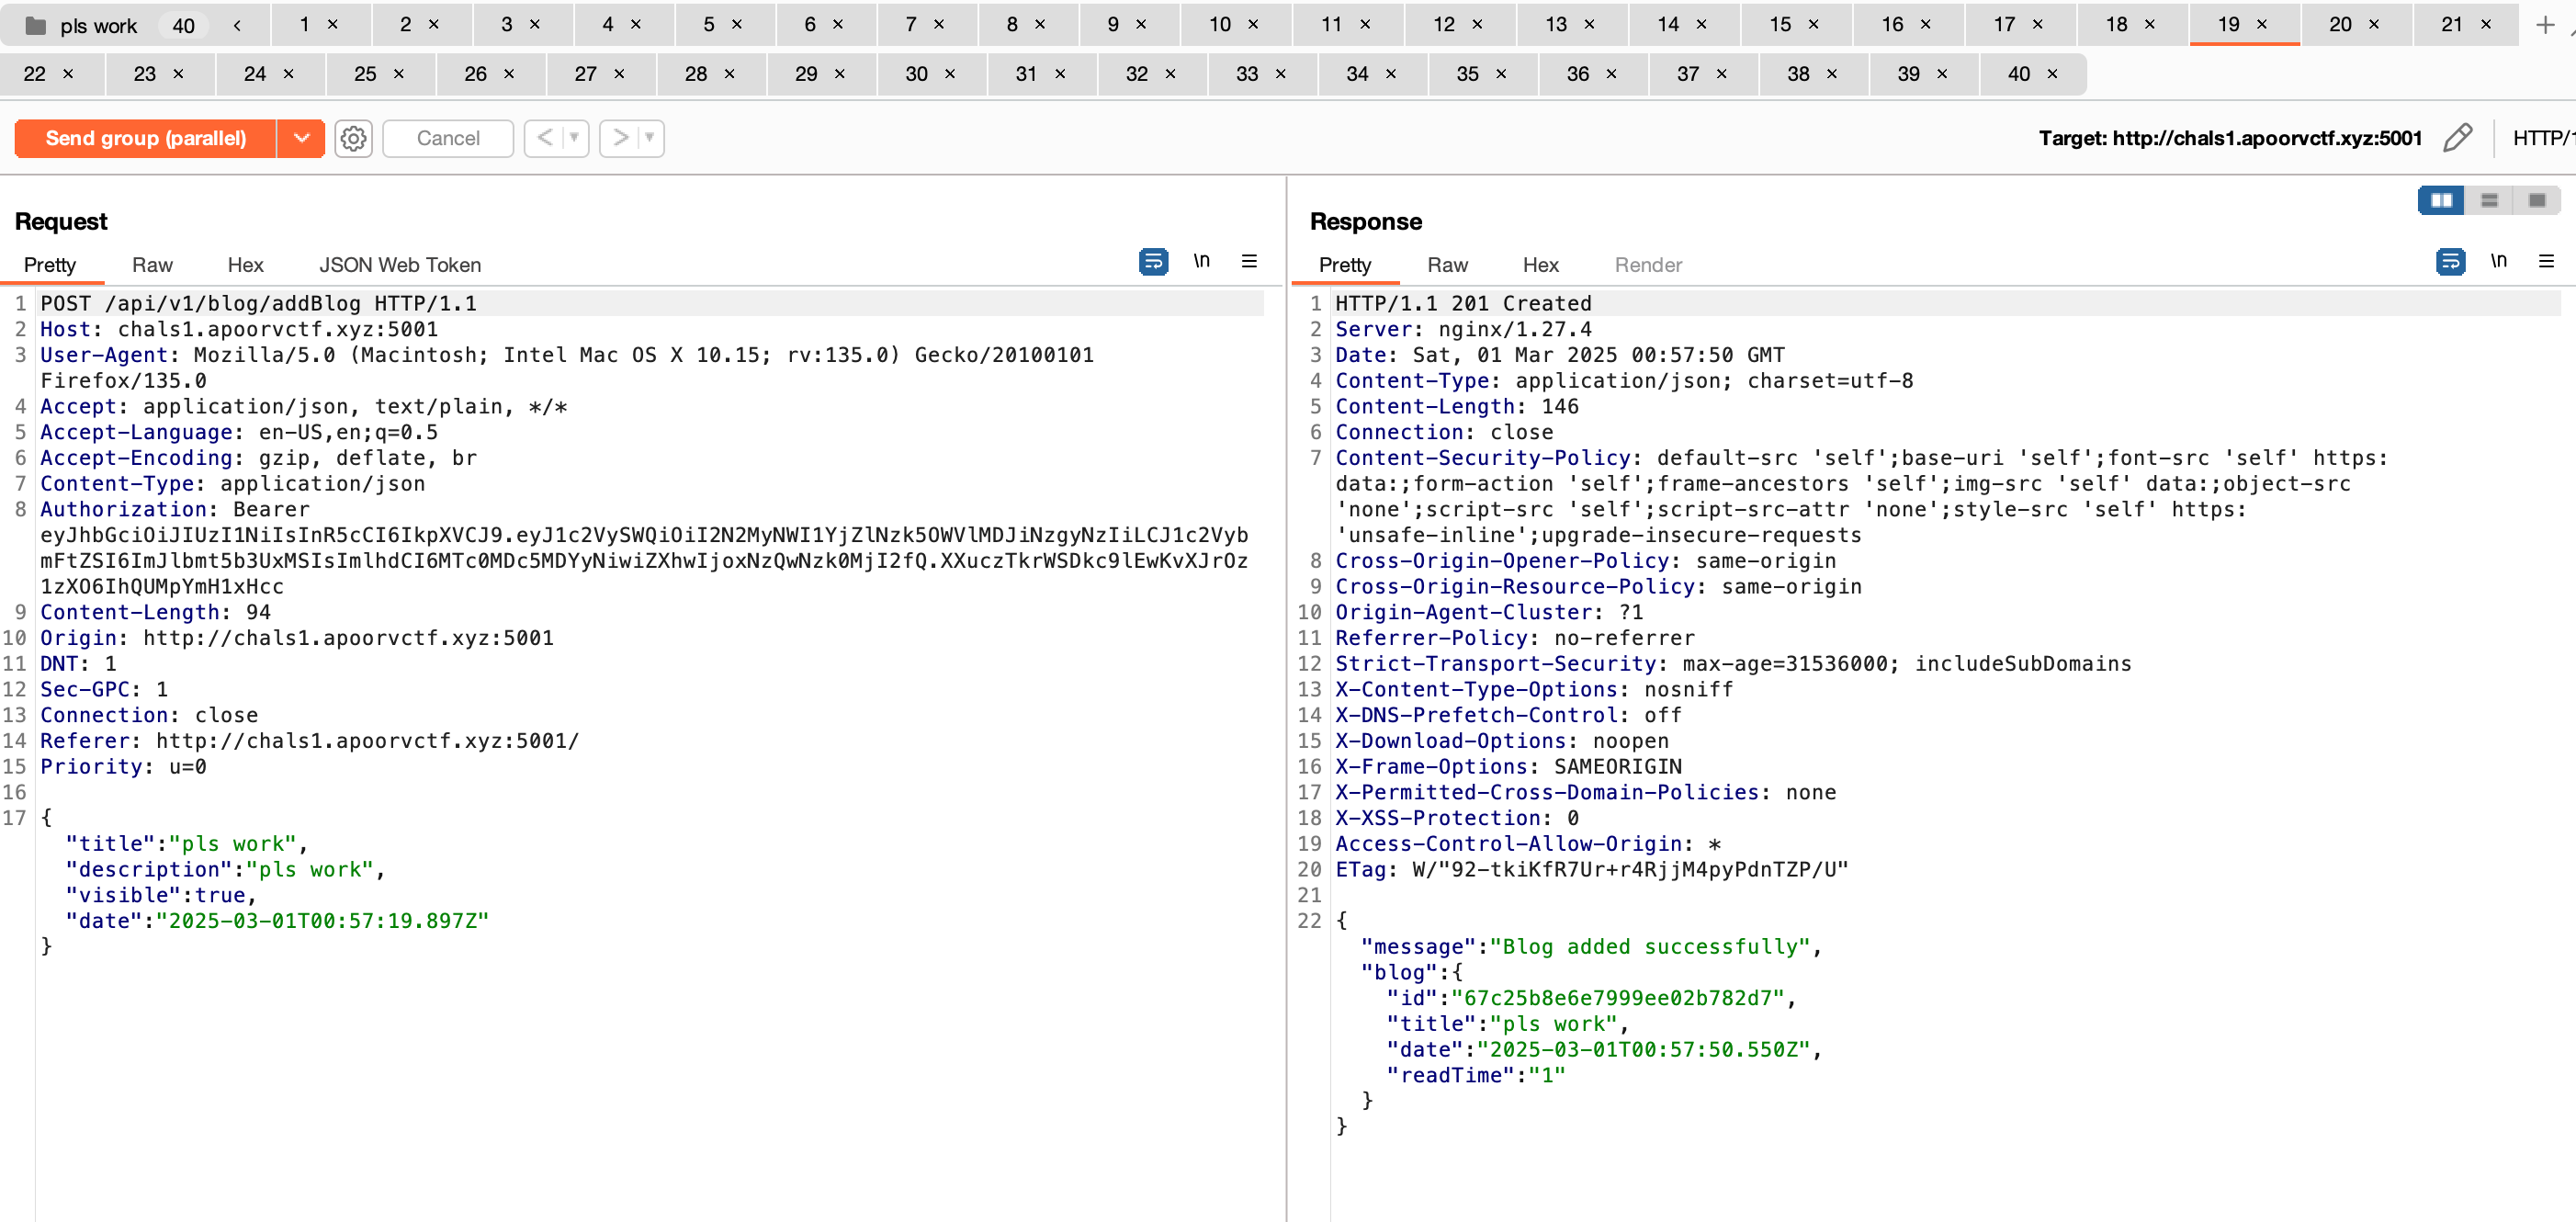 pls work 40 1 × 2 × 3 × 4 × 5 × 6 × 7 × 8 × 9 × 10 × 11 × 12 × 13 × 14 × 15 × 16 × 17 × 18 × 19 × 20 × 21 × +
22 × 23 × 24 × 25 × 26 × 27 × 28 × 29 × 30 × 31 × 32 × 33 × 34 × 35 × 36 × 37 × 38 × 39 × 40 ×
Send group (parallel) Cancel < > Target: http://chals1.apoorvctf.xyz:5001 HTTP/1
Request
Pretty Raw Hex JSON Web Token \n
1 POST /api/v1/blog/addBlog HTTP/1.1
2 Host: chals1.apoorvctf.xyz:5001
3 User-Agent: Mozilla/5.0 (Macintosh; Intel Mac OS X 10.15; rv:135.0) Gecko/20100101
Firefox/135.0
4 Accept: application/json, text/plain, */*
5 Accept-Language: en-US,en;q=0.5
6 Accept-Encoding: gzip, deflate, br
7 Content-Type: application/json
8 Authorization: Bearer
eyJhbGciOiJIUzI1NiIsInR5cCI6IkpXVCJ9.eyJ1c2VySWQiOiI2N2MyNWI1YjZlNzk5OWVlMDJiNzgyNzIiLCJ1c2Vyb
mFtZSI6ImJlbmt5b3UxMSIsImlhdCI6MTc0MDc5MDYyNiwiZXhwIjoxNzQwNzk0MjI2fQ.XXuczTkrWSDkc9lEwKvXJrOz
1zXO6IhQUMpYmH1xHcc
9 Content-Length: 94
10 Origin: http://chals1.apoorvctf.xyz:5001
11 DNT: 1
12 Sec-GPC: 1
13 Connection: close
14 Referer: http://chals1.apoorvctf.xyz:5001/
15 Priority: u=0
16
17 {
"title":"pls work",
"description":"pls work",
"visible":true,
"date":"2025-03-01T00:57:19.897Z"
}
Response
Pretty Raw Hex Render \n
1 HTTP/1.1 201 Created
2 Server: nginx/1.27.4
3 Date: Sat, 01 Mar 2025 00:57:50 GMT
4 Content-Type: application/json; charset=utf-8
5 Content-Length: 146
6 Connection: close
7 Content-Security-Policy: default-src 'self';base-uri 'self';font-src 'self' https:
data:;form-action 'self';frame-ancestors 'self';img-src 'self' data:;object-src
'none';script-src 'self';script-src-attr 'none';style-src 'self' https:
'unsafe-inline';upgrade-insecure-requests
8 Cross-Origin-Opener-Policy: same-origin
9 Cross-Origin-Resource-Policy: same-origin
10 Origin-Agent-Cluster: ?1
11 Referrer-Policy: no-referrer
12 Strict-Transport-Security: max-age=31536000; includeSubDomains
13 X-Content-Type-Options: nosniff
14 X-DNS-Prefetch-Control: off
15 X-Download-Options: noopen
16 X-Frame-Options: SAMEORIGIN
17 X-Permitted-Cross-Domain-Policies: none
18 X-XSS-Protection: 0
19 Access-Control-Allow-Origin: *
20 ETag: W/"92-tkiKfR7Ur+r4RjjM4pyPdnTZP/U"
21
22 {
"message":"Blog added successfully",
"blog":{
"id":"67c25b8e6e7999ee02b782d7",
"title":"pls work",
"date":"2025-03-01T00:57:50.550Z",
"readTime":"1"
}
}